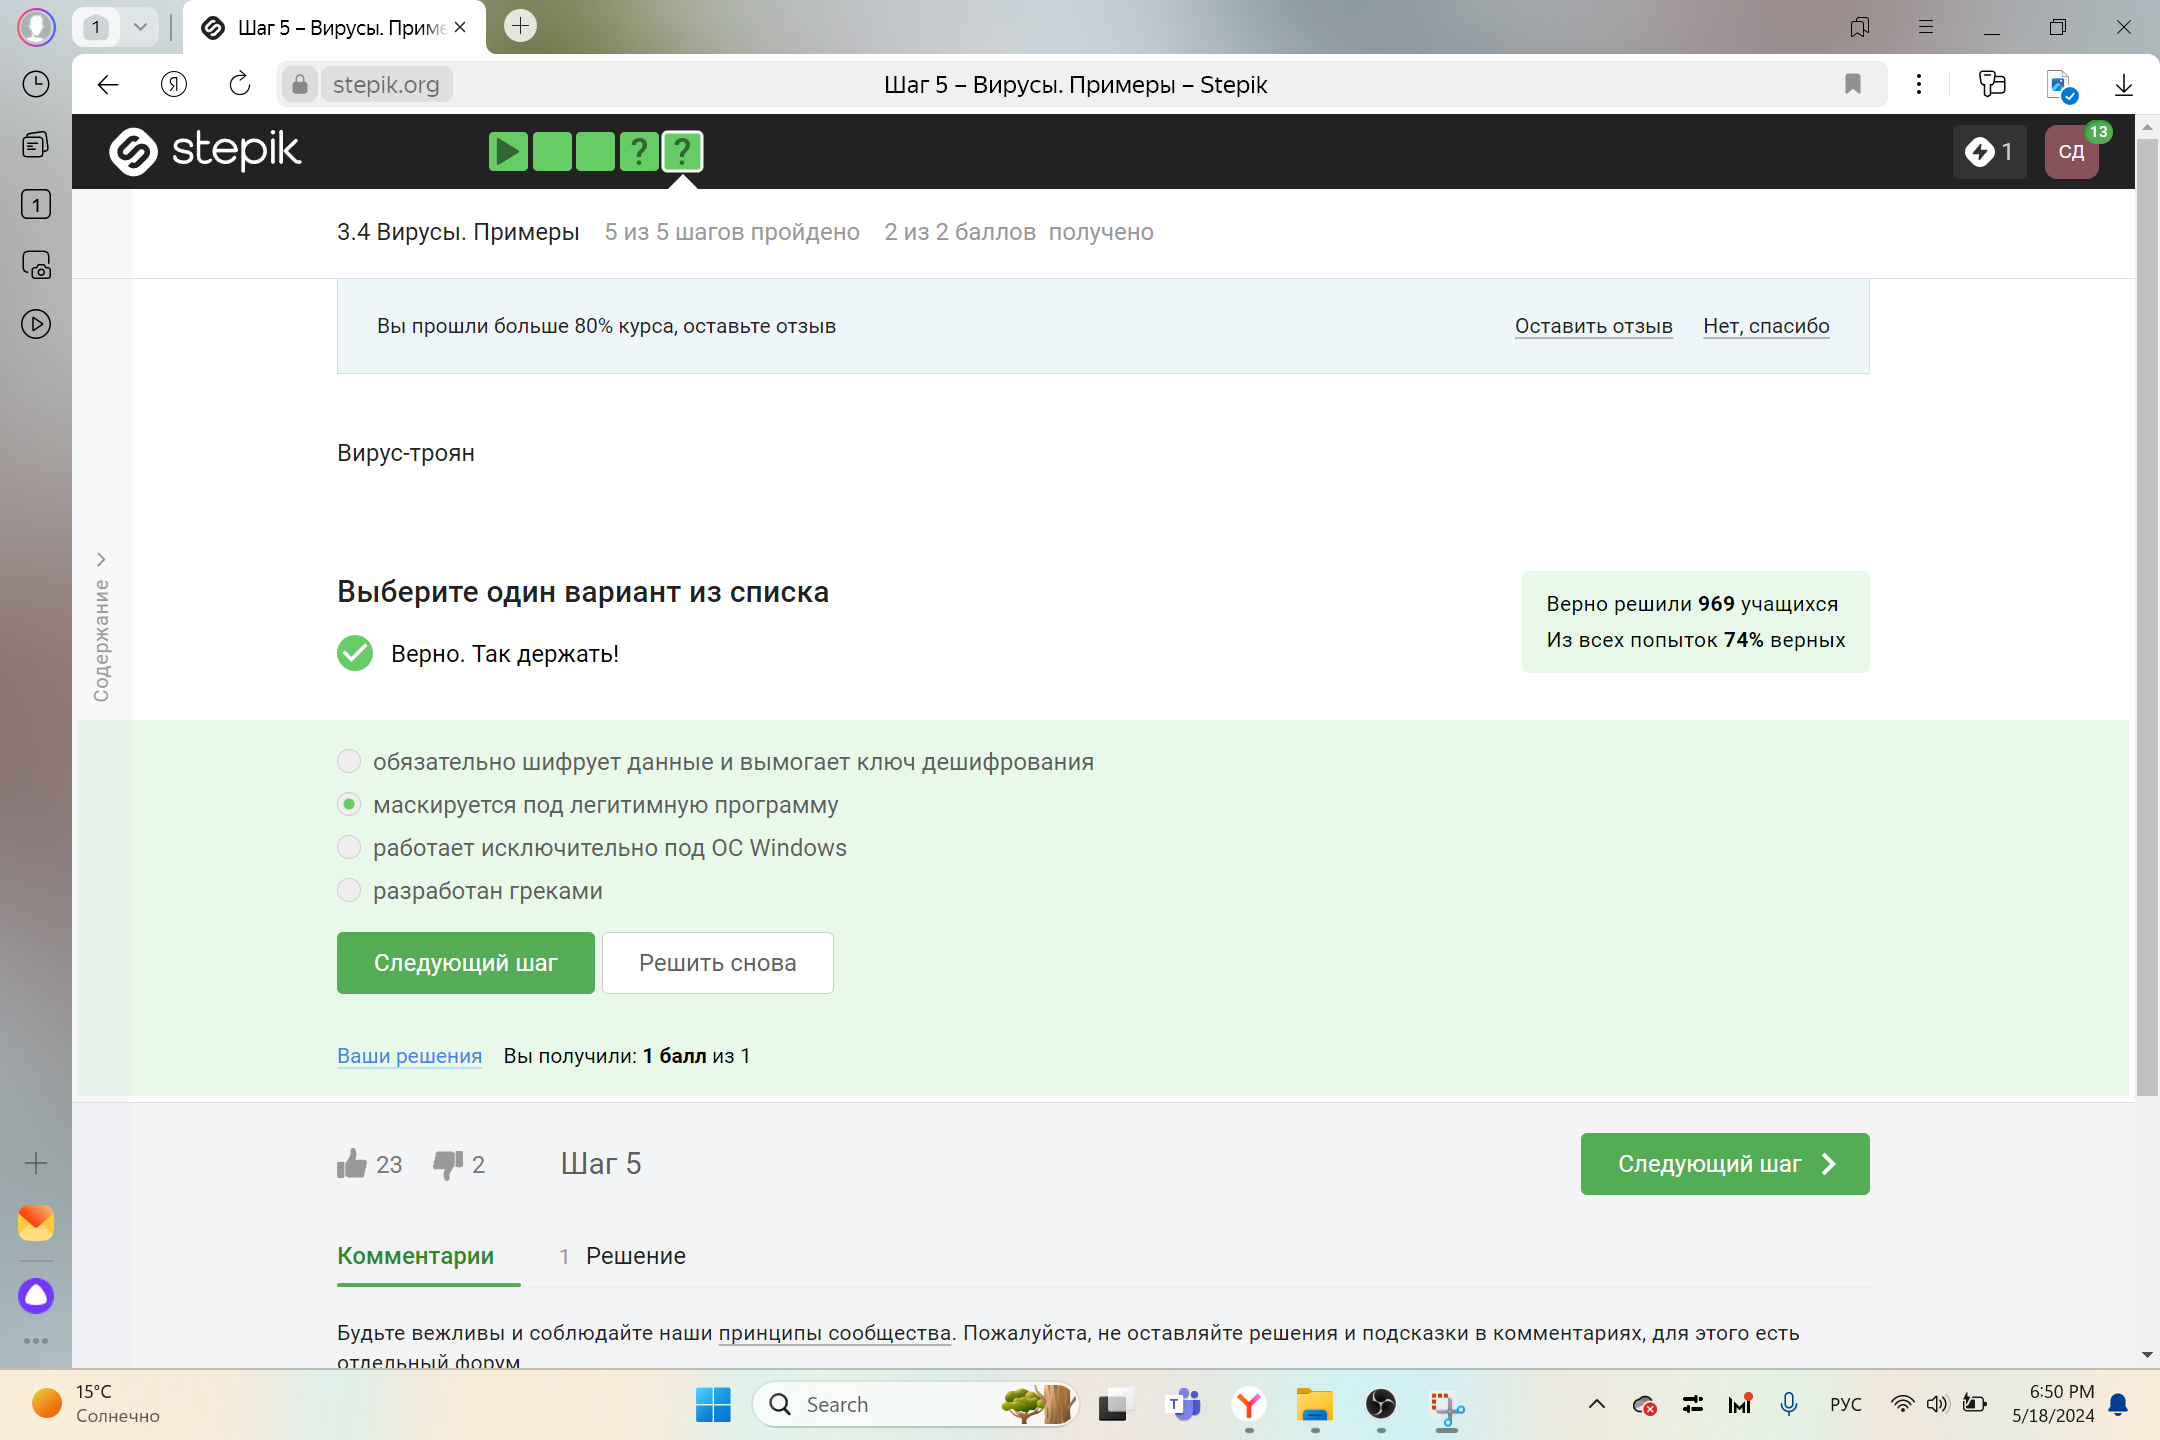 1
Шаг 5 – Вирусы. Приме
stepik.org
Шаг 5 – Вирусы. Примеры – Stepik
stepik
? ?
1
СД
13
1
3.4 Вирусы. Примеры 5 из 5 шагов пройдено 2 из 2 баллов получено
Вы прошли больше 80% курса, оставьте отзыв
Оставить отзыв Нет, спасибо
Вирус-троян
Содержание
Выберите один вариант из списка
Верно. Так держать!
Верно решили 969 учащихся
Из всех попыток 74% верных
обязательно шифрует данные и вымогает ключ дешифрования
маскируется под легитимную программу
работает исключительно под ОС Windows
разработан греками
Следующий шаг Решить снова
Ваши решения Вы получили: 1 балл из 1
23 2 Шаг 5
Следующий шаг
Комментарии 1 Решение
Будьте вежливы и соблюдайте наши принципы сообщества. Пожалуйста, не оставляйте решения и подсказки в комментариях, для этого есть
отдельный форум
15°C
Солнечно
Search
РУС
6:50 PM
5/18/2024